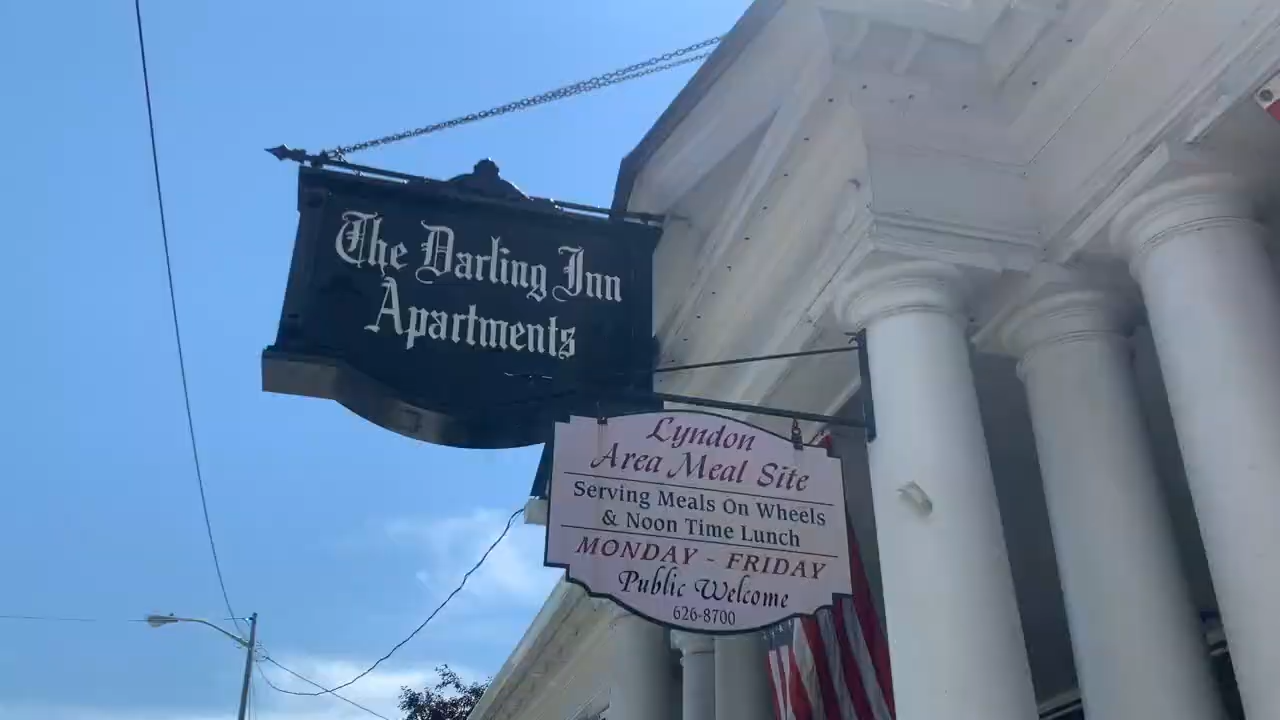 The Darling Inn
Apartments
Lyndon
Area Meal Site
Serving Meals On Wheels
& Noon Time Lunch
MONDAY - FRIDAY
Public Welcome
626-8700